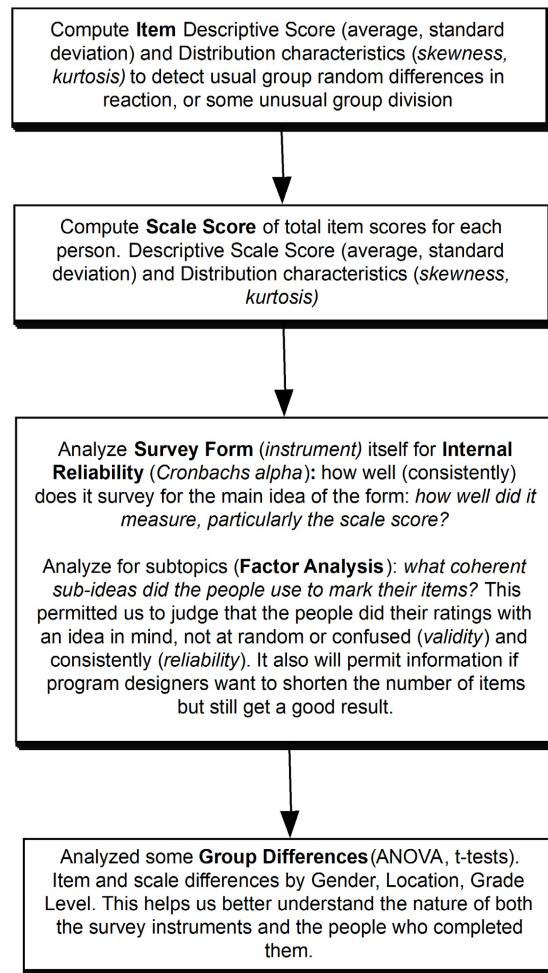 Compute Item Descriptive Score (average, standard
deviation) and Distribution characteristics (skewness,
kurtosis) to detect usual group random differences in
reaction, or some unusual group division
Compute Scale Score of total item scores for each
person. Descriptive Scale Score (average, standard
deviation) and Distribution characteristics (skewness,
kurtosis)
Analyze Survey Form (instrument) itself for Internal
Reliability (Cronbachs alpha): how well (consistently)
does it survey for the main idea of the form: how well did it
measure, particularly the scale score?
Analyze for subtopics (Factor Analysis): what coherent
sub-ideas did the people use to mark their items? This
permitted us to judge that the people did their ratings with
an idea in mind, not at random or confused (validity) and
consistently (reliability). It also will permit information if
program designers want to shorten the number of items
but still get a good result.
Analyzed some Group Differences (ANOVA, t-tests).
Item and scale differences by Gender, Location, Grade
Level. This helps us better understand the nature of both
the survey instruments and the people who completed
them.